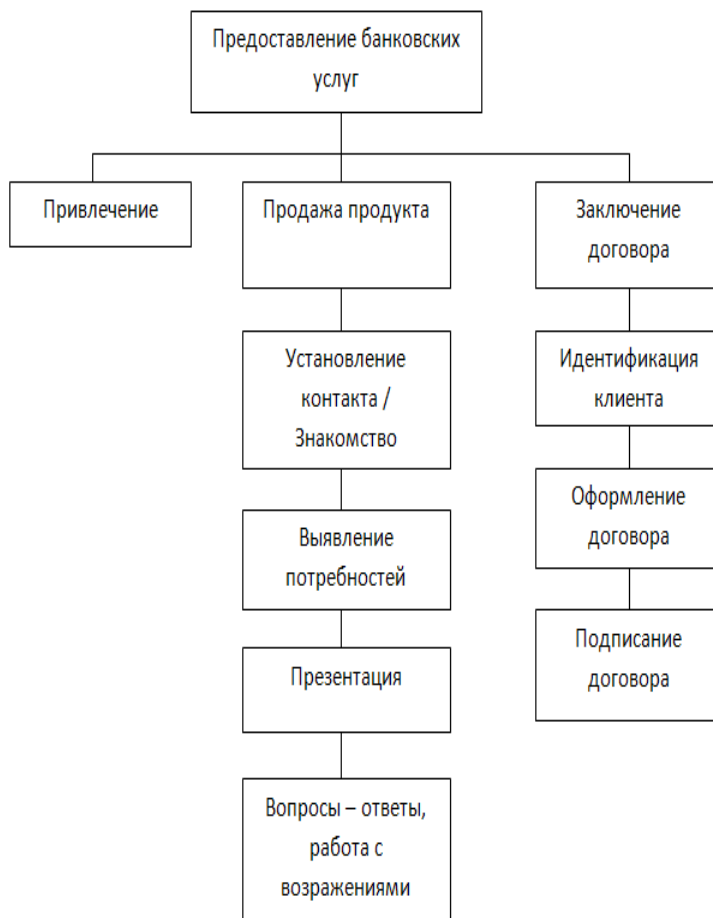 Предоставление банковских
услуг
Привлечение
Продажа продукта
Заключение
договора
Установление
контакта /
Знакомство
Идентификация
клиента
Выявление
потребностей
Оформление
договора
Презентация
Подписание
договора
Вопросы – ответы,
работа с
возражениями